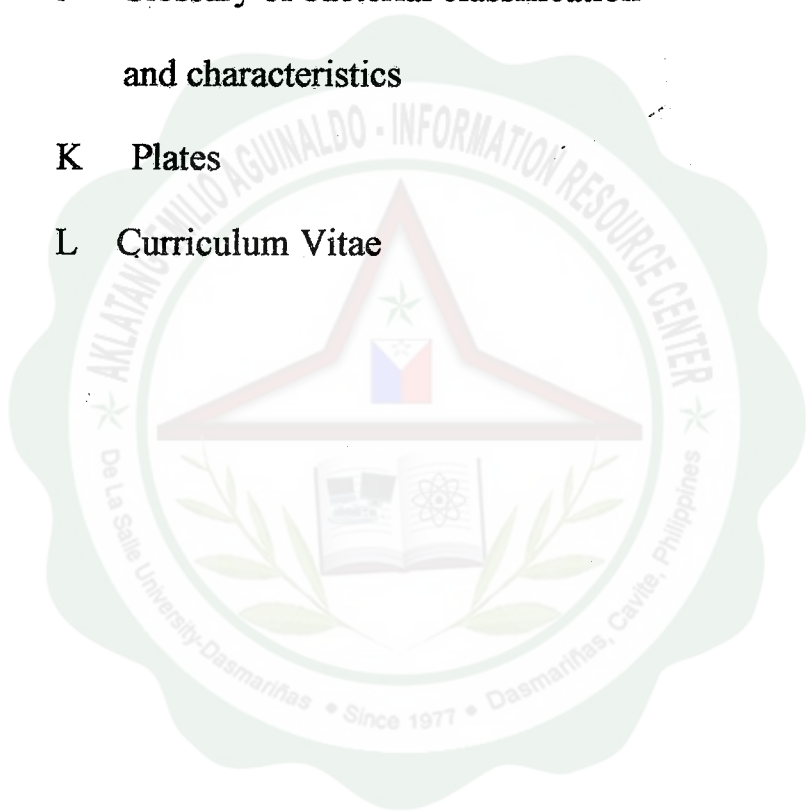 and characteristics
K Plates
L Curriculum Vitae
AKLATANG EMILIO AGUINALDO - INFORMATION RESOURCE CENTER
De La Salle University-Dasmariñas • Since 1977 • Dasmariñas, Cavite, Philippines